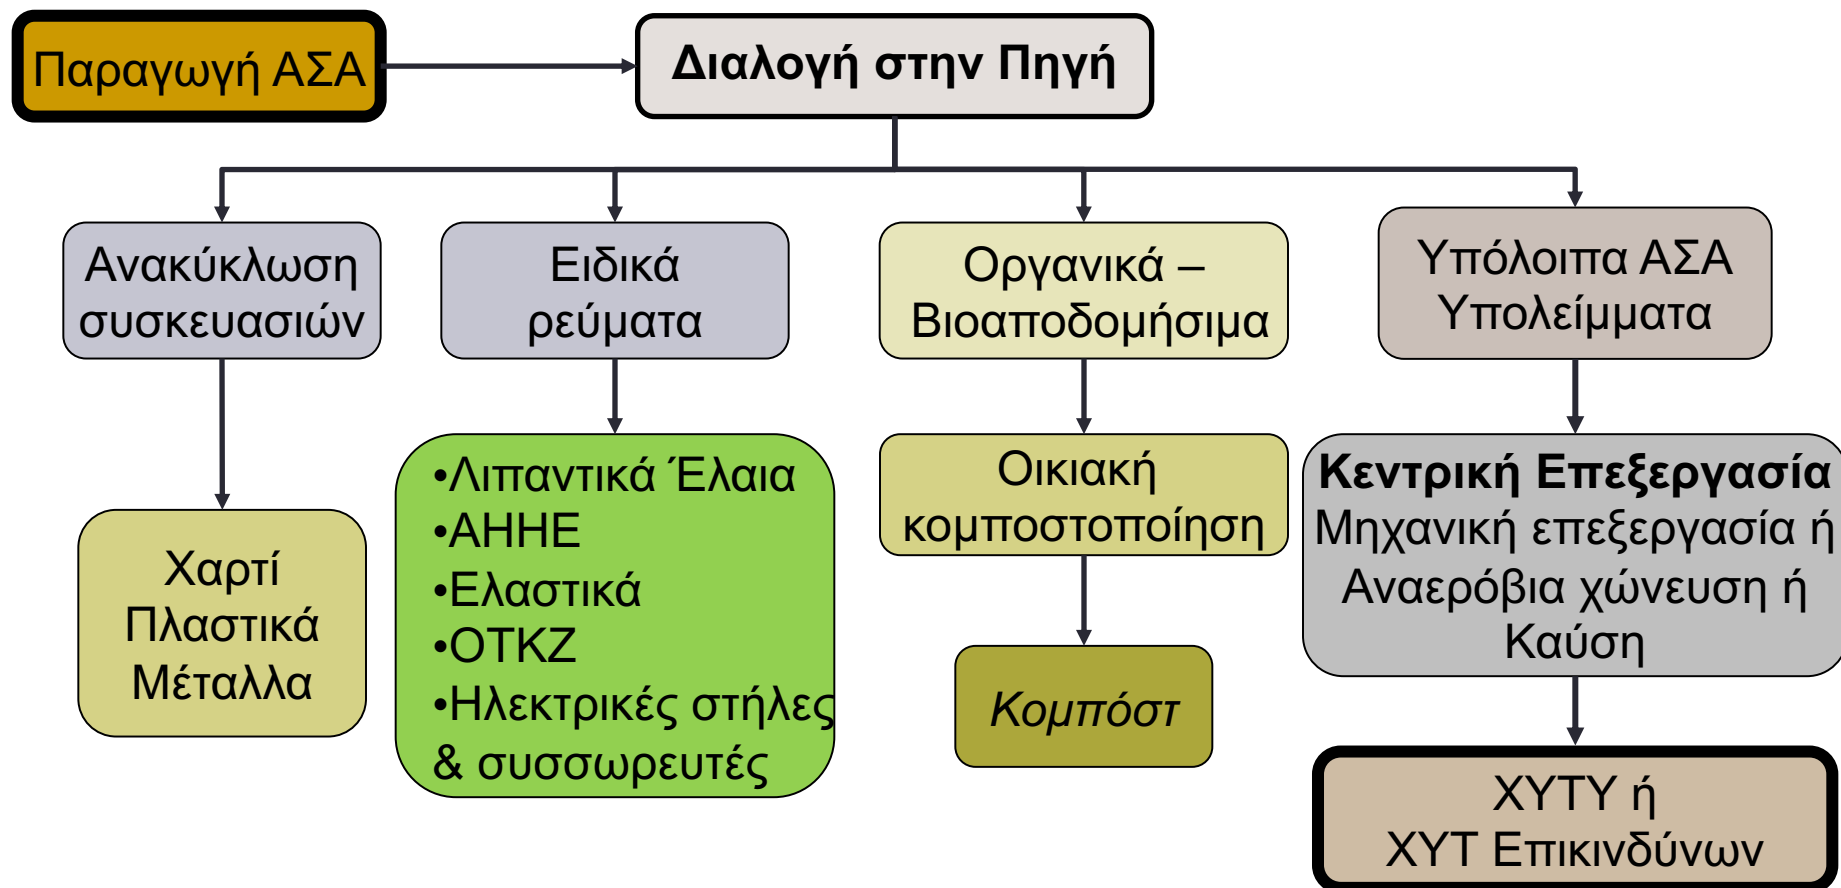 Παραγωγή ΑΣΑ
Διαλογή στην Πηγή
Ανακύκλωση
συσκευασιών
Ειδικά
ρεύματα
Οργανικά –
Βιοαποδομήσιμα
Υπόλοιπα ΑΣΑ
Υπολείμματα
Χαρτί
Πλαστικά
Μέταλλα
•Λιπαντικά Έλαια
•ΑΗΗΕ
•Ελαστικά
•ΟΤΚΖ
•Ηλεκτρικές στήλες
& συσσωρευτές
Οικιακή
κομποστοποίηση
Κομπόστ
Κεντρική Επεξεργασία
Μηχανική επεξεργασία ή
Αναερόβια χώνευση ή
Καύση
ΧΥΤΥ ή
ΧΥΤ Επικινδύνων